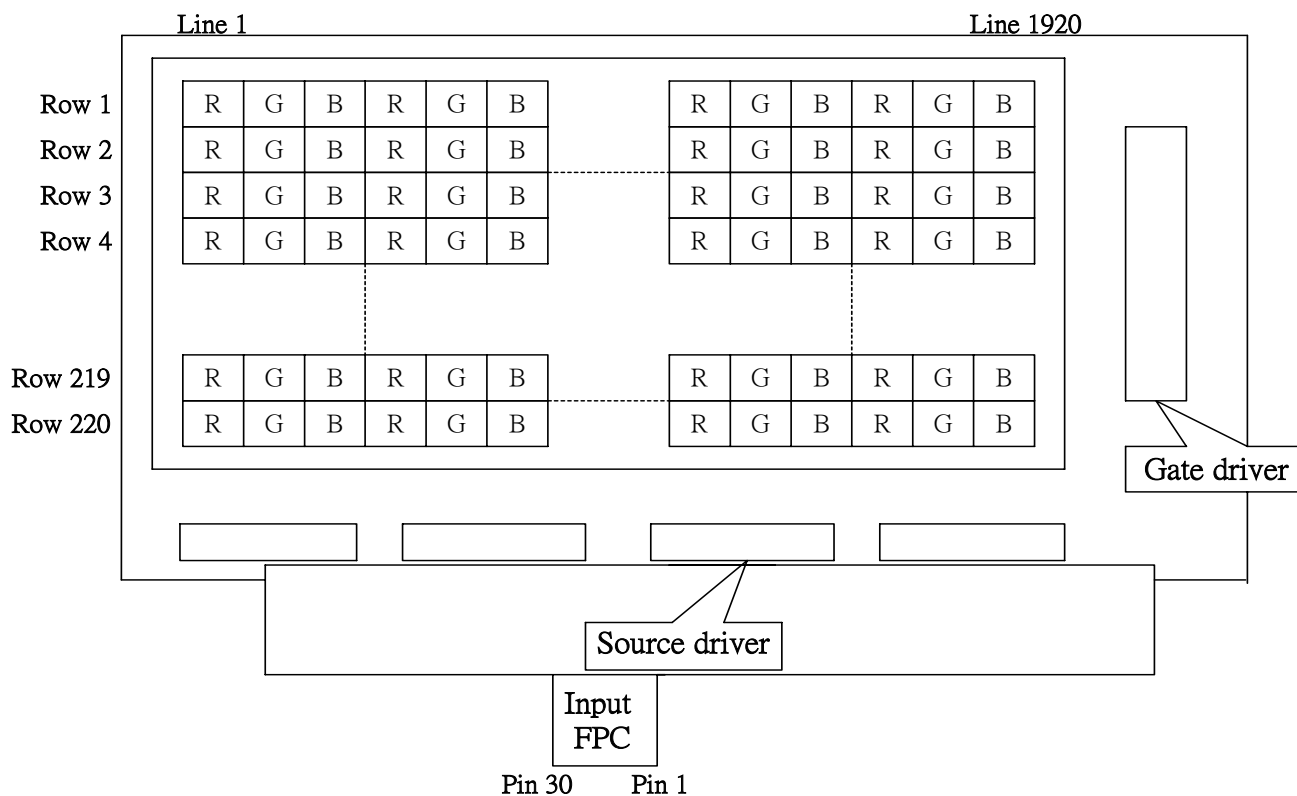 Line 1 Line 1920
Row 1 R G B R G B R G B R G B
Row 2 R G B R G B R G B R G B
Row 3 R G B R G B R G B R G B
Row 4 R G B R G B R G B R G B
Row 219 R G B R G B R G B R G B
Row 220 R G B R G B R G B R G B
Gate driver
Source driver
Input
FPC
Pin 30 Pin 1